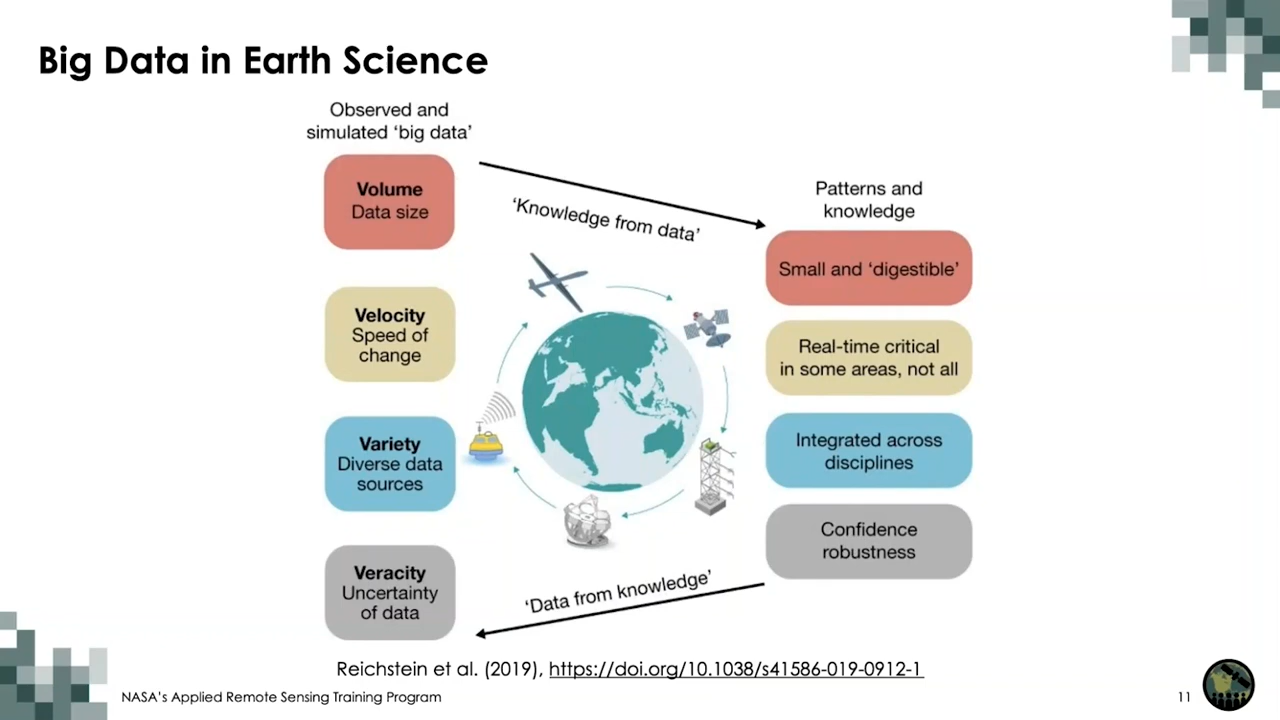 Big Data in Earth Science
Observed and
simulated ‘big data’
Volume
Data size
Velocity
Speed of
change
Variety
Diverse data
sources
Veracity
Uncertainty
of data
‘Knowledge from data’
‘Data from knowledge’
Patterns and
knowledge
Small and ‘digestible’
Real-time critical
in some areas, not all
Integrated across
disciplines
Confidence
robustness
Reichstein et al. (2019), https://doi.org/10.1038/s41586-019-0912-1
NASA’s Applied Remote Sensing Training Program
11